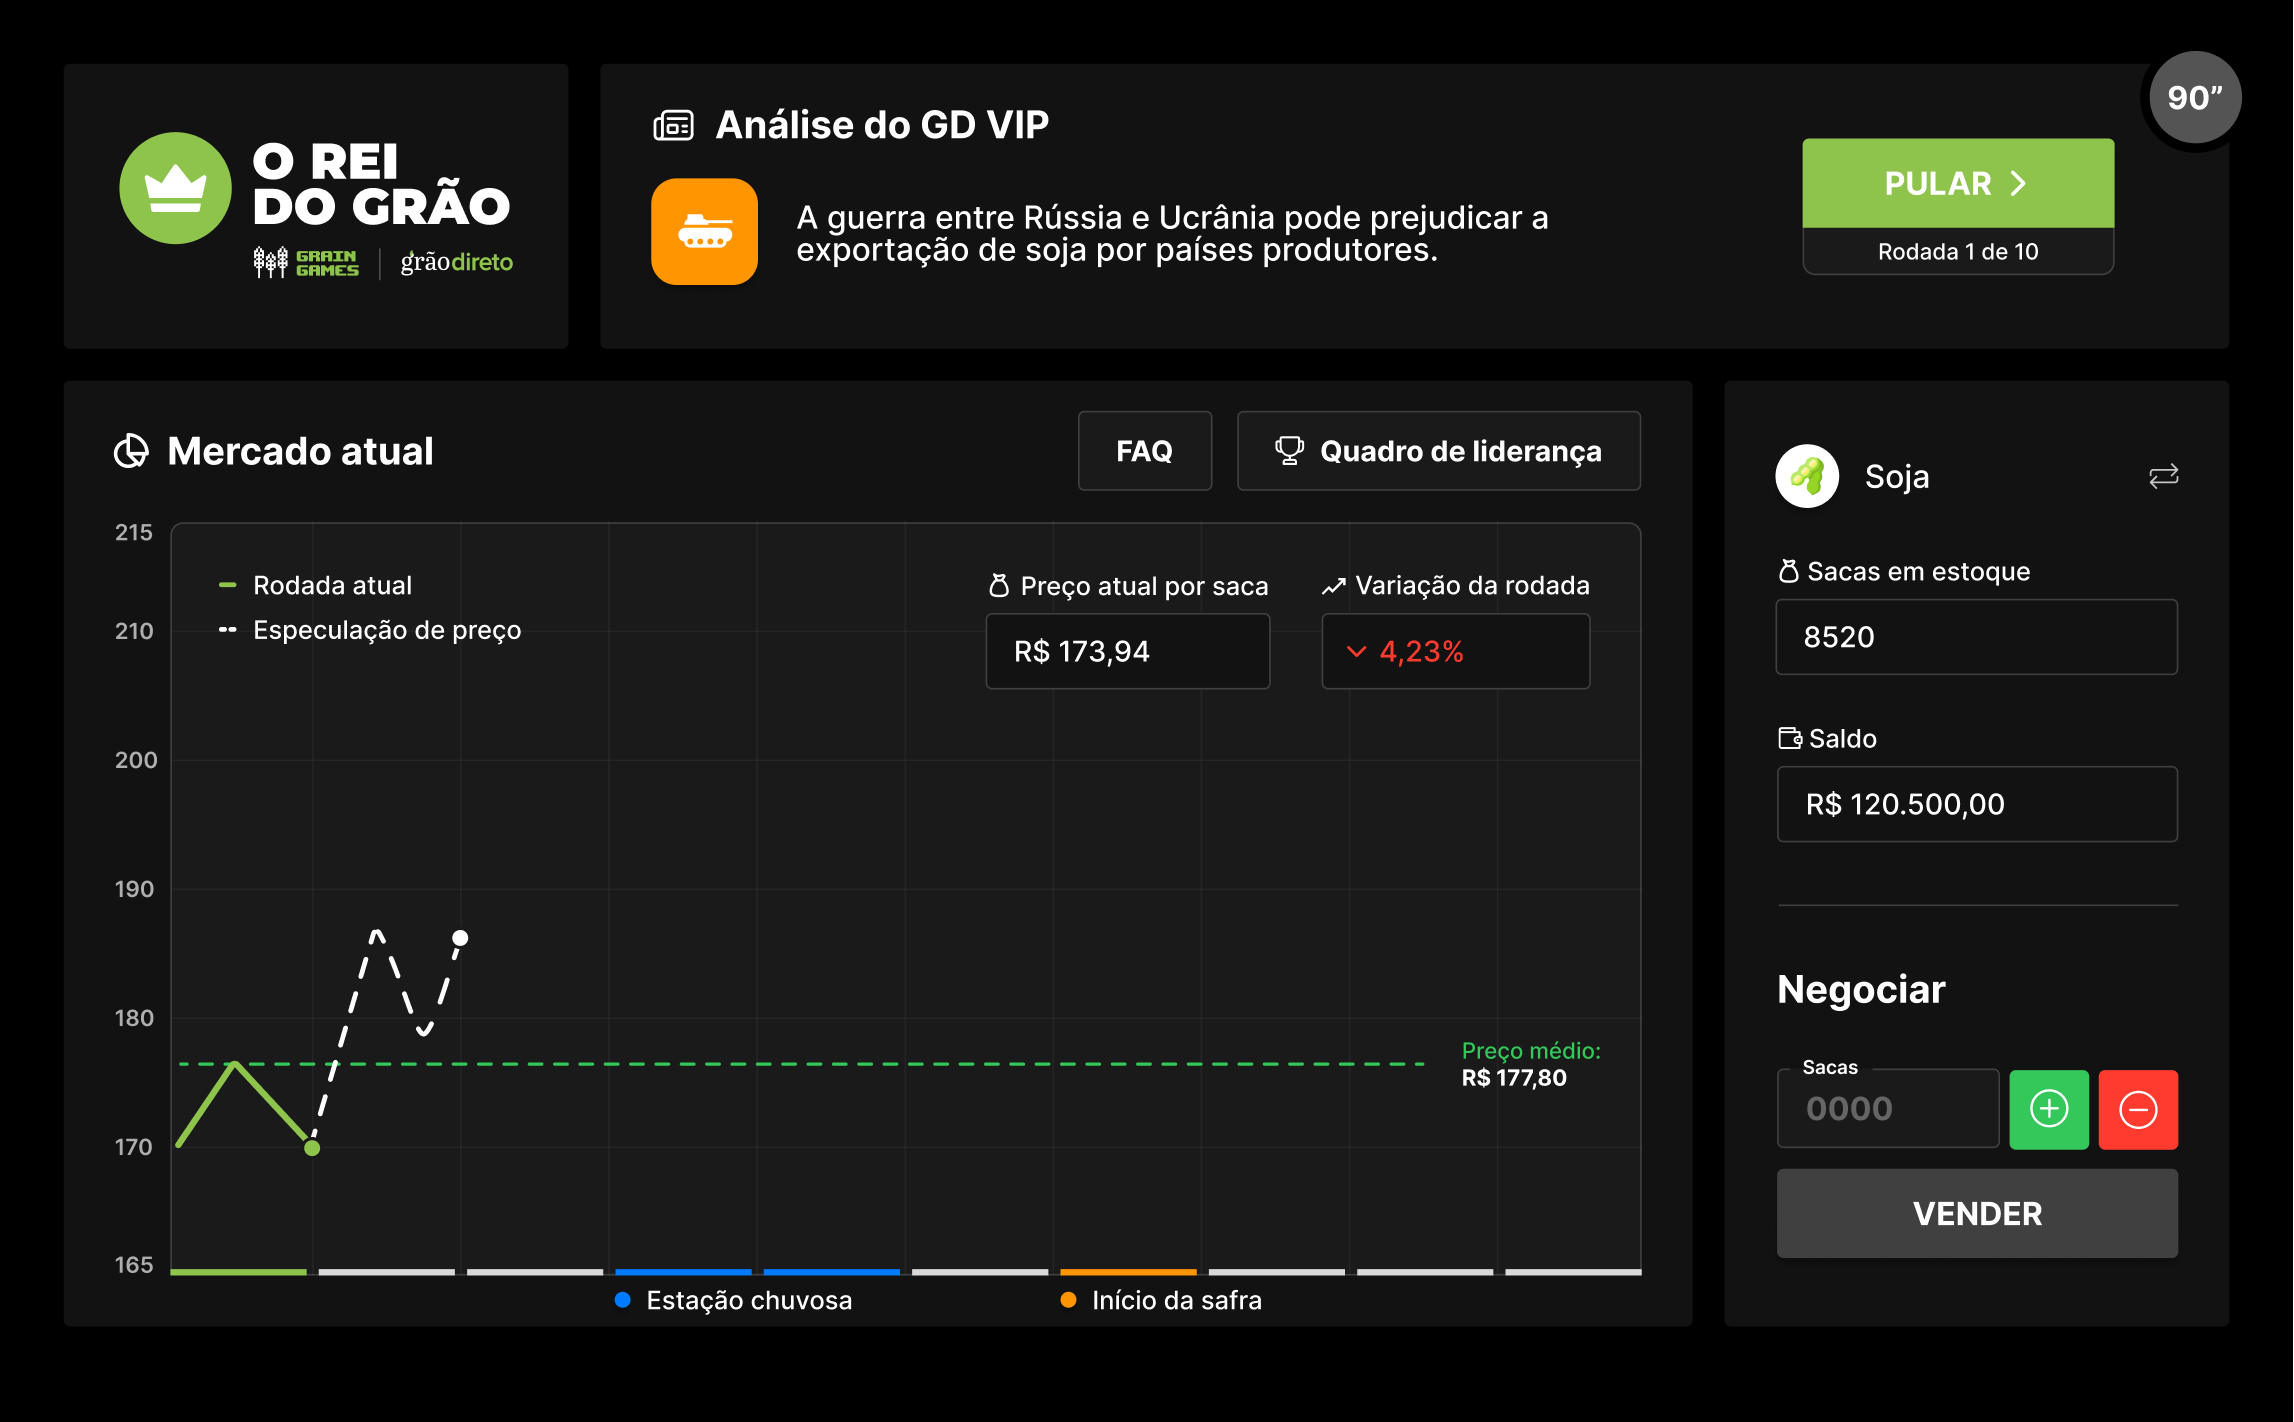 O REI
DO GRÃO
GRAIN
GAMES
grãodireto
Análise do GD VIP
A guerra entre Rússia e Ucrânia pode prejudicar a
exportação de soja por países produtores.
90”
PULAR
Rodada 1 de 10
Mercado atual
FAQ
Quadro de liderança
215
210
200
190
180
170
165
Rodada atual
Especulação de preço
Preço atual por saca
R$ 173,94
Variação da rodada
4,23%
Preço médio:
R$ 177,80
Estação chuvosa
Início da safra
Soja
Sacas em estoque
8520
Saldo
R$ 120.500,00
Negociar
Sacas
0000
VENDER